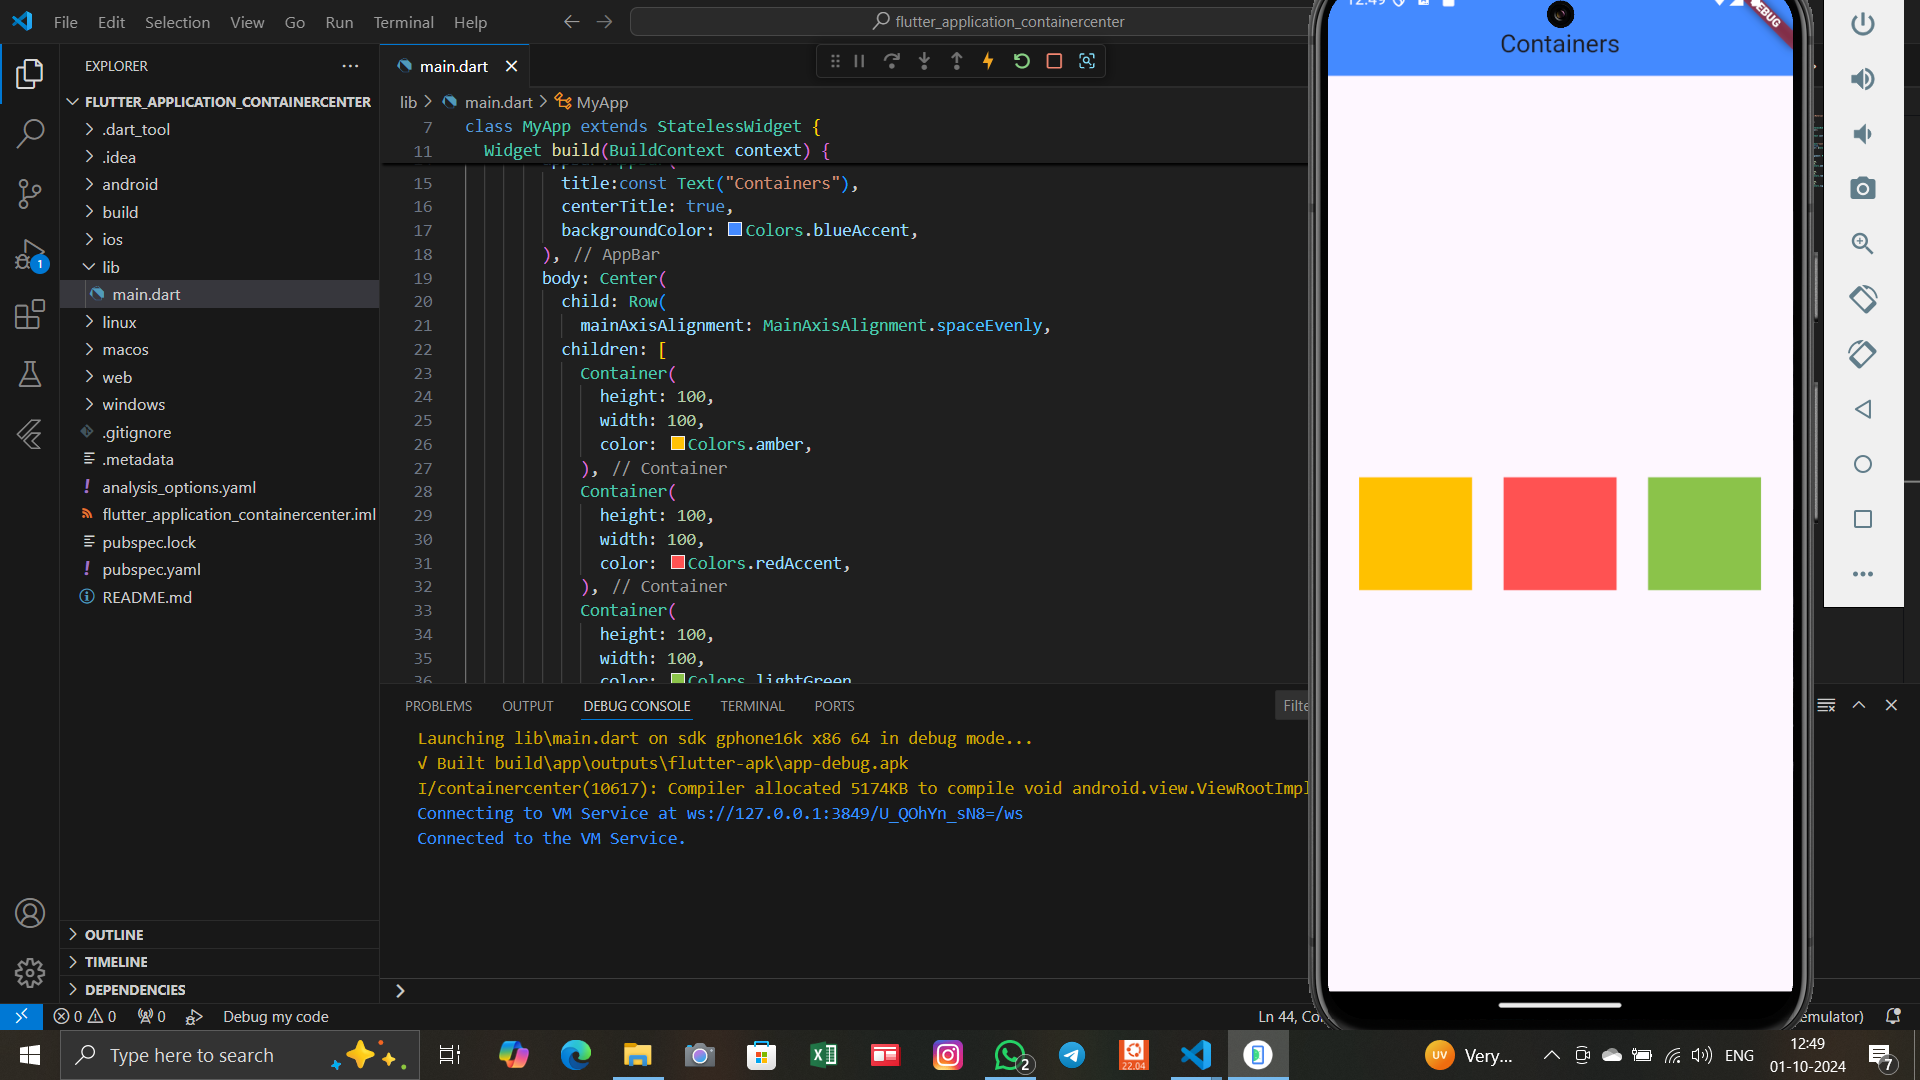 File Edit Selection View Go Run Terminal Help
flutter_application_containercenter
EXPLORER
FLUTTER_APPLICATION_CONTAINERCENTER
.dart_tool
.idea
android
build
ios
lib
main.dart
linux
macos
web
windows
.gitignore
.metadata
analysis_options.yaml
flutter_application_containercenter.iml
pubspec.lock
pubspec.yaml
README.md
OUTLINE
TIMELINE
DEPENDENCIES
1
main.dart
lib > main.dart > MyApp
7 class MyApp extends StatelessWidget {
11 Widget build(BuildContext context) {
15 title:const Text("Containers"),
16 centerTitle: true,
17 backgroundColor: Colors.blueAccent,
18 ), // AppBar
19 body: Center(
20 child: Row(
21 mainAxisAlignment: MainAxisAlignment.spaceEvenly,
22 children: [
23 Container(
24 height: 100,
25 width: 100,
26 color: Colors.amber,
27 ), // Container
28 Container(
29 height: 100,
30 width: 100,
31 color: Colors.redAccent,
32 ), // Container
33 Container(
34 height: 100,
35 width: 100,
36 color: Colors.lightGreen
PROBLEMS OUTPUT DEBUG CONSOLE TERMINAL PORTS
Filte
Launching lib\main.dart on sdk gphone16k x86 64 in debug mode...
√ Built build\app\outputs\flutter-apk\app-debug.apk
I/containercenter(10617): Compiler allocated 5174KB to compile void android.view.ViewRootImpl
Connecting to VM Service at ws://127.0.0.1:3849/U_QOhYn_sN8=/ws
Connected to the VM Service.
12:49
DEBUG
Containers
0 0 0 Debug my code
Ln 44, Co
emulator)
Type here to search
2
22.04
UV Very...
ENG
12:49
01-10-2024
7